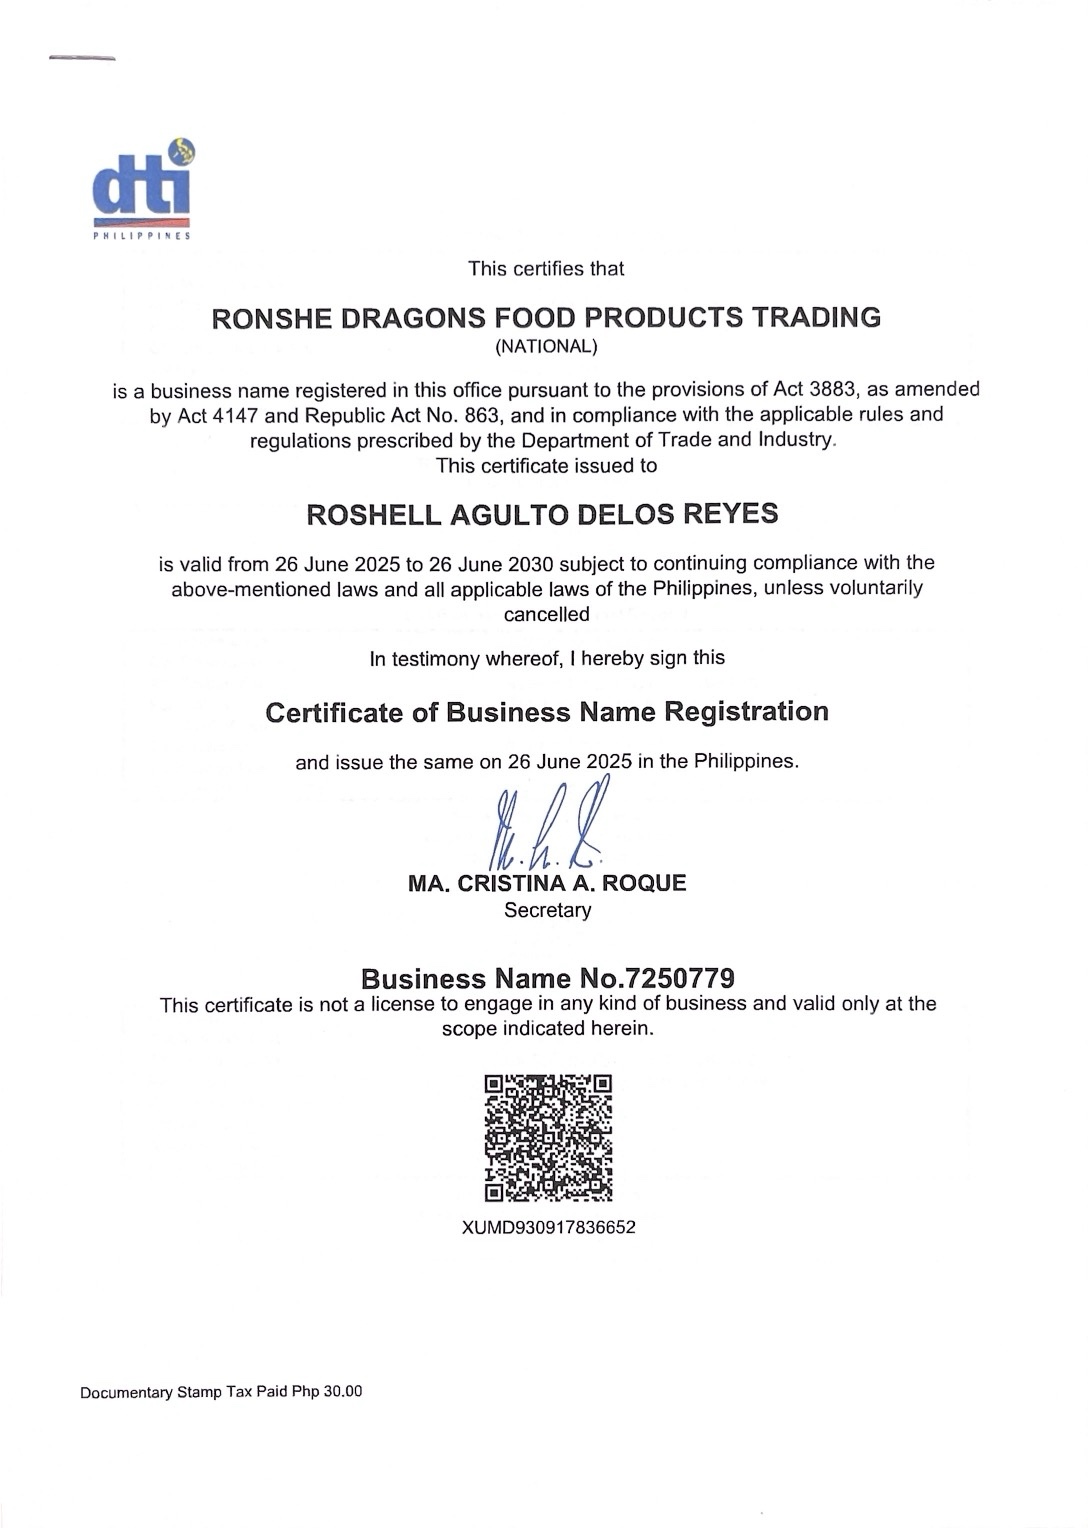 dti
PHILIPPINES
This certifies that
RONSHE DRAGONS FOOD PRODUCTS TRADING
(NATIONAL)
is a business name registered in this office pursuant to the provisions of Act 3883, as amended
by Act 4147 and Republic Act No. 863, and in compliance with the applicable rules and
regulations prescribed by the Department of Trade and Industry.
This certificate issued to
ROSHELL AGULTO DELOS REYES
is valid from 26 June 2025 to 26 June 2030 subject to continuing compliance with the
above-mentioned laws and all applicable laws of the Philippines, unless voluntarily
cancelled
In testimony whereof, I hereby sign this
Certificate of Business Name Registration
and issue the same on 26 June 2025 in the Philippines.
MA. CRISTINA A. ROQUE
Secretary
Business Name No.7250779
This certificate is not a license to engage in any kind of business and valid only at the
scope indicated herein.
XUMD930917836652
Documentary Stamp Tax Paid Php 30.00